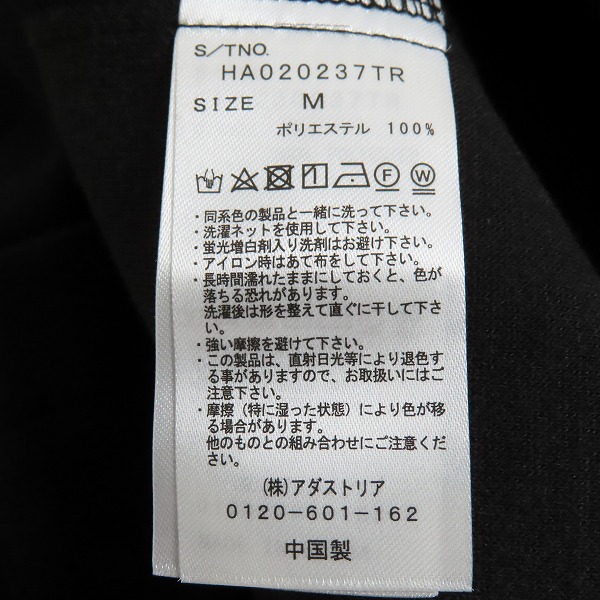 S/TNO.
HA020237TR
SIZE M
ポリエステル 100%
F W
・同系色の製品と一緒に洗って下さい。
・洗濯ネットを使用して下さい。
・蛍光増白剤入り洗剤はお避け下さい。
・アイロン時はあて布をして下さい。
・長時間濡れたままにしておくと、色が
落ちる恐れがあります。
洗濯後は形を整えて直ぐに干して下さ
い。
・強い摩擦を避けて下さい。
・この製品は、直射日光等により退色す
る事がありますので、お取扱いにはご
注意下さい。
・摩擦（特に湿った状態）により色が移
る場合があります。
他のものとの組み合わせにご注意くだ
さい。
(株)アダストリア
0120-601-162
中国製